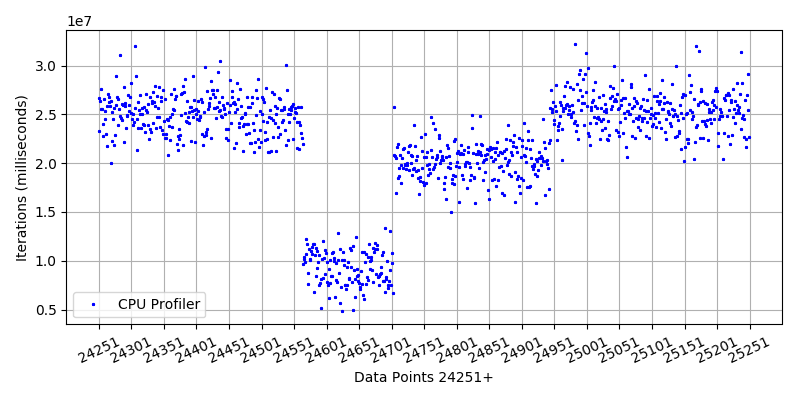 1e7
3.0
2.5
2.0
1.5
1.0
0.5
Iterations (milliseconds)
CPU Profiler
24251 24301 24351 24401 24451 24501 24551 24601 24651 24701 24751 24801 24851 24901 24951 25001 25051 25101 25151 25201 25251
Data Points 24251+